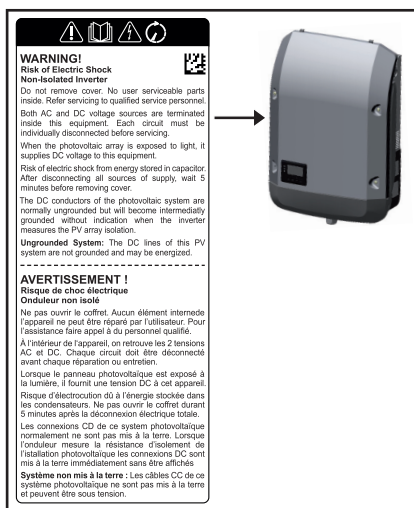 WARNING!
Risk of Electric Shock
Non-Isolated Inverter
Do not remove cover. No user serviceable parts
inside. Refer servicing to qualified service personnel.
Both AC and DC voltage sources are terminated
inside this equipment. Each circuit must be
individually disconnected before servicing.
When the photovoltaic array is exposed to light, it
supplies DC voltage to this equipment.
Risk of electric shock from energy stored in capacitor.
After disconnecting all sources of supply, wait 5
minutes before removing cover.
The DC conductors of the photovoltaic system are
normally ungrounded but will become intermediatly
grounded without indication when the inverter
measures the PV array isolation.
Ungrounded System: The DC lines of this PV
system are not grounded and may be energized.
AVERTISSEMENT !
Risque de choc électrique
Onduleur non isolé
Ne pas ouvrir le coffret. Aucun élément internede
l'appareil ne peut être réparé par l'utilisateur. Pour
l'assistance faire appel à du personnel qualifié.
À l'intérieur de l'appareil, on retrouve les 2 tensions
AC et DC. Chaque circuit doit être déconnecté
avant chaque réparation ou entretien.
Lorsque le panneau photovoltaïque est exposé à
la lumière, il fournit une tension DC à cet appareil.
Risque d'électrocution dû à l'énergie stockée dans
les condensateurs. Ne pas ouvrir le coffret durant
5 minutes après la déconnexion électrique totale.
Les connexions CD de ce system photovoltaïque
normalement ne sont pas mis à la terre. Lorsque
l'onduleur mesure la résistance d'isolement de
l'istallation photovoltaïque les connexions DC sont
mis à la terre immédiatement sans être affichés
Système non mis à la terre : Les câbles CC de ce
système photovoltaïque ne sont pas mis à la terre
et peuvent être sous tension.